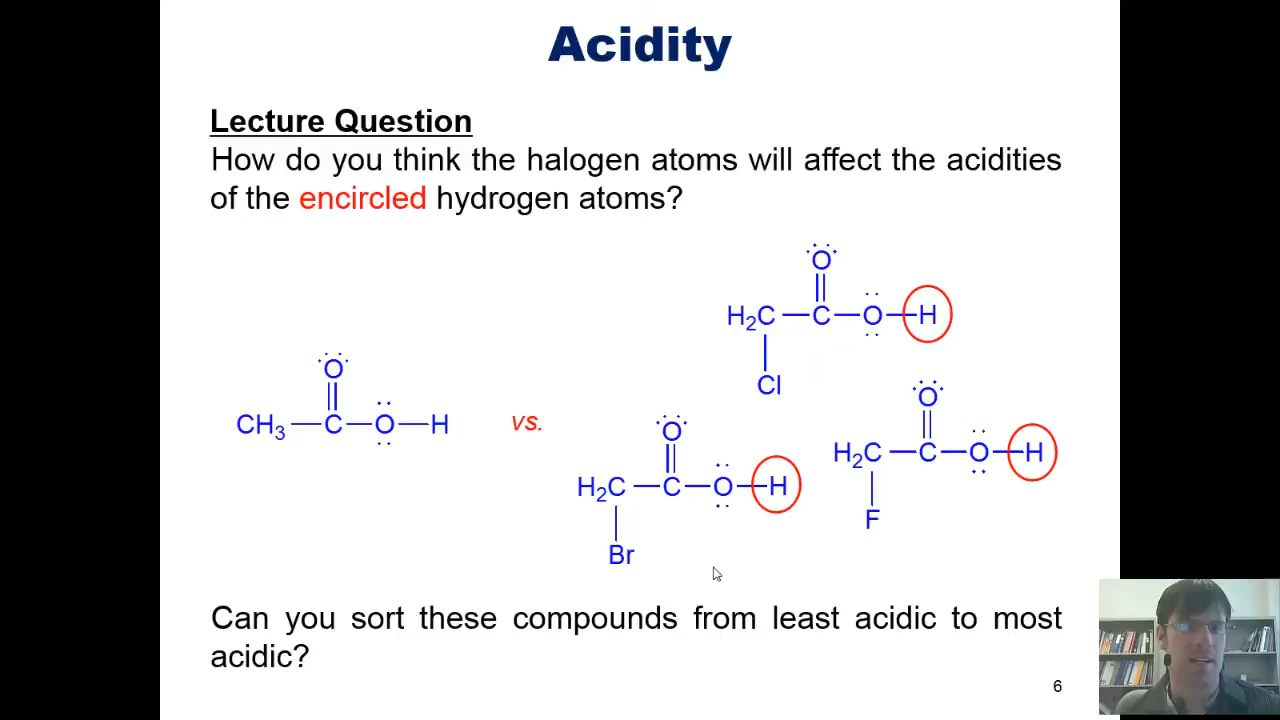 Acidity
Lecture Question
How do you think the halogen atoms will affect the acidities
of the encircled hydrogen atoms?
O
H₂C C O H
Cl
O
CH₃ C O H
vs.
O
H₂C C O H
Br
O
H₂C C O H
F
Can you sort these compounds from least acidic to most
acidic?
6